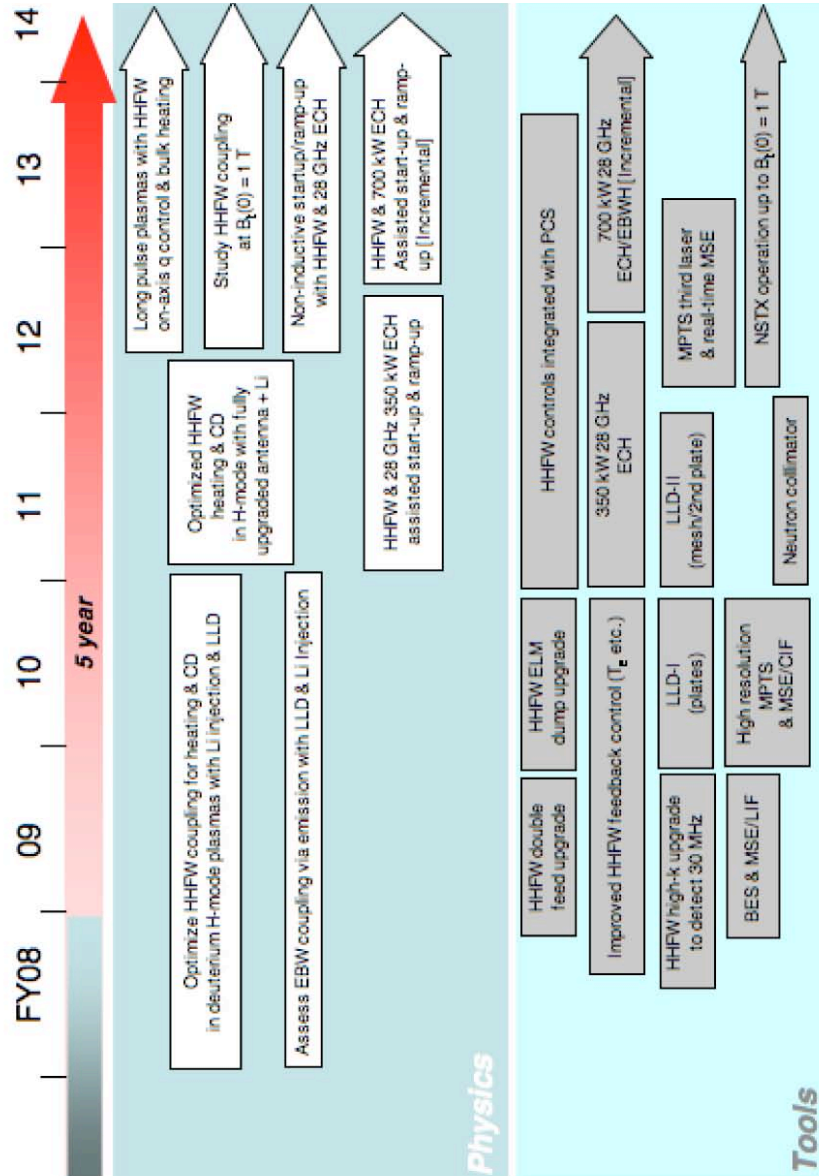 FY08 09 10 11 12 13 14
5 year
Physics
Optimize HHFW coupling for heating & CD
in deuterium H-mode plasmas with Li injection & LLD
Optimized HHFW
heating & CD
in H-mode with fully
upgraded antenna + Li
Long pulse plasmas with HHFW
on-axis q control & bulk heating
Study HHFW coupling
at Bt(0) = 1 T
Assess EBW coupling via emission with LLD & Li Injection
Non-inductive startup/ramp-up
with HHFW & 28 GHz ECH
HHFW & 28 GHz 350 kW ECH
assisted start-up & ramp-up
HHFW & 700 kW ECH
Assisted start-up & ramp-
up [Incremental]
Tools
HHFW double
feed upgrade
HHFW ELM
dump upgrade
HHFW controls integrated with PCS
Improved HHFW feedback control (Te etc.)
350 kW 28 GHz
ECH
700 kW 28 GHz
ECH/EBWH [Incremental]
HHFW high-k upgrade
to detect 30 MHz
LLD-I
(plates)
LLD-II
(mesh/2nd plate)
MPTS third laser
& real-time MSE
BES & MSE/LIF
High resolution
MPTS
& MSE/CIF
Neutron collimator
NSTX operation up to Bt(0) = 1 T